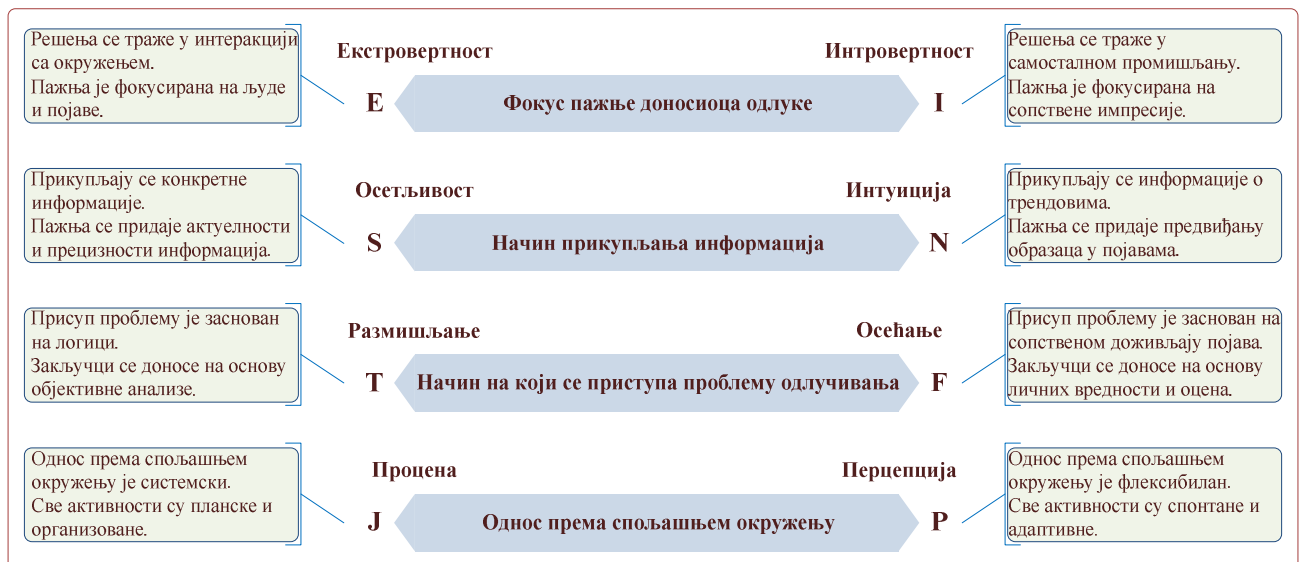 Решења се траже у интеракцији
са окружењем.
Пажња је фокусирана на људе
и појаве.
Екстровертност
E
Фокус пажње доносиоца одлуке
Интровертност
I
Решења се траже у
самосталном промишљању.
Пажња је фокусирана на
сопствене импресије.
Прикупљају се конкретне
информације.
Пажња се придаје актуелности
и прецизности информација.
Осетљивост
S
Начин прикупљања информација
Интуиција
N
Прикупљају се информације о
трендовима.
Пажња се придаје предвиђању
образаца у појавама.
Присуп проблему је заснован
на логици.
Закључци се доносе на основу
објективне анализе.
Размишљање
T
Начин на који се приступа проблему одлучивања
Осећање
F
Присуп проблему је заснован на
сопственом доживљају појава.
Закључци се доносе на основу
личних вредности и оцена.
Однос према спољашњем
окружењу је системски.
Све активности су планске и
организоване.
Процена
J
Однос према спољашњем окружењу
Перцепција
P
Однос према спољашњем
окружењу је флексибилан.
Све активности су спонтане и
адаптивне.